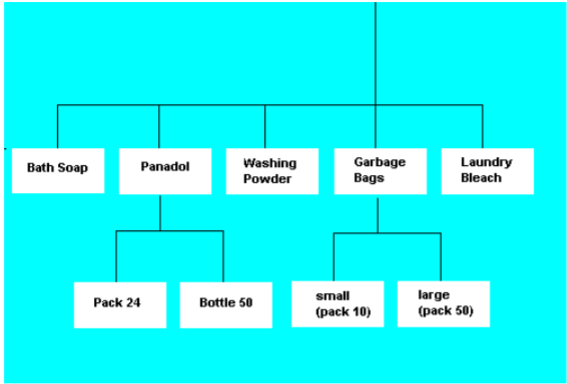 Bath Soap
Panadol
Washing
Powder
Garbage
Bags
Laundry
Bleach
Pack 24
Bottle 50
small
(pack 10)
large
(pack 50)